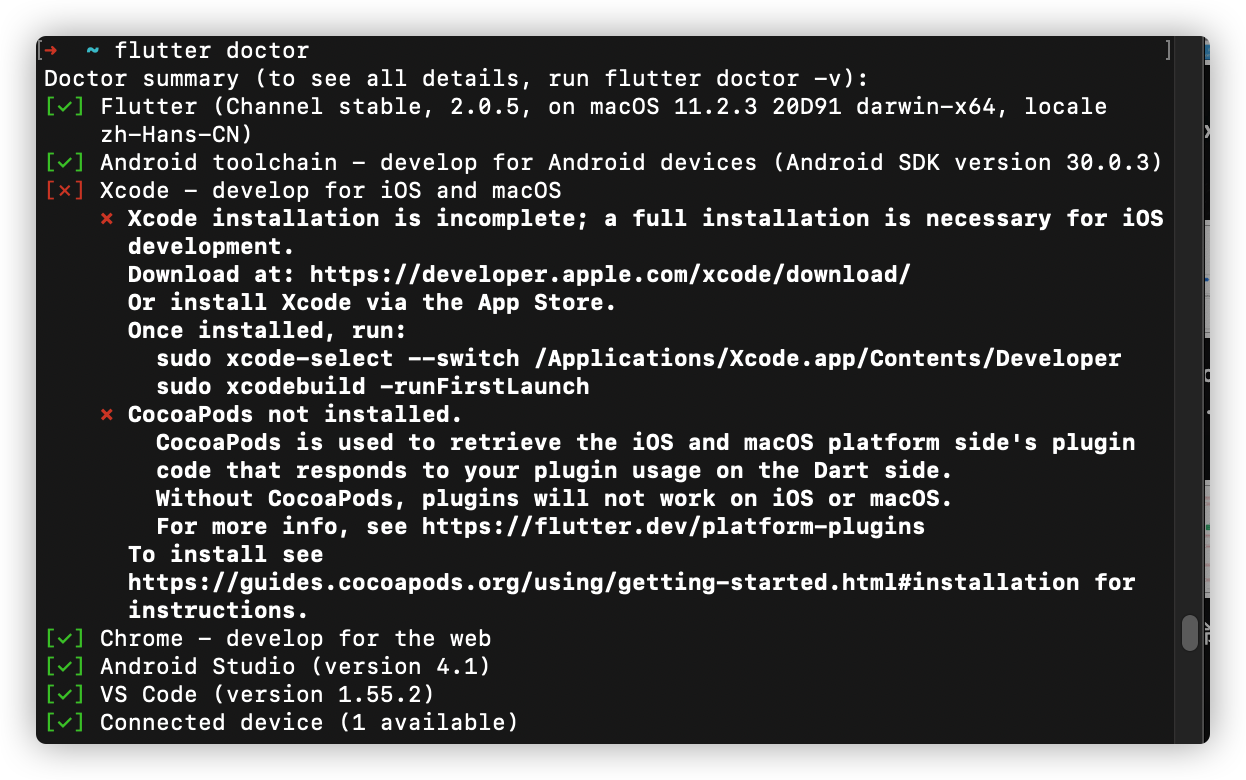 [➜  ~ flutter doctor ]
Doctor summary (to see all details, run flutter doctor -v):
[✓] Flutter (Channel stable, 2.0.5, on macOS 11.2.3 20D91 darwin-x64, locale
zh-Hans-CN)
[✓] Android toolchain - develop for Android devices (Android SDK version 30.0.3)
[✗] Xcode - develop for iOS and macOS
✗ Xcode installation is incomplete; a full installation is necessary for iOS
development.
Download at: https://developer.apple.com/xcode/download/
Or install Xcode via the App Store.
Once installed, run:
sudo xcode-select --switch /Applications/Xcode.app/Contents/Developer
sudo xcodebuild -runFirstLaunch
✗ CocoaPods not installed.
CocoaPods is used to retrieve the iOS and macOS platform side's plugin
code that responds to your plugin usage on the Dart side.
Without CocoaPods, plugins will not work on iOS or macOS.
For more info, see https://flutter.dev/platform-plugins
To install see
https://guides.cocoapods.org/using/getting-started.html#installation for
instructions.
[✓] Chrome - develop for the web
[✓] Android Studio (version 4.1)
[✓] VS Code (version 1.55.2)
[✓] Connected device (1 available)